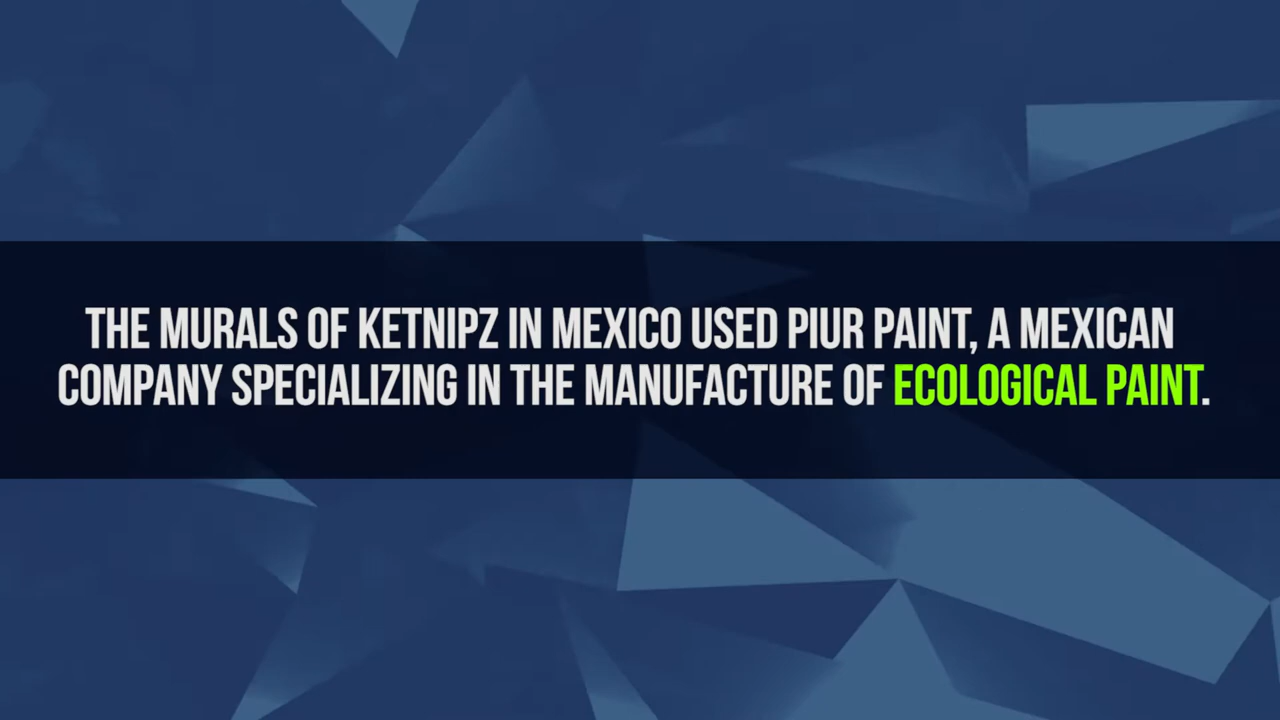 THE MURALS OF KETNIPZ IN MEXICO USED PIUR PAINT, A MEXICAN
COMPANY SPECIALIZING IN THE MANUFACTURE OF ECOLOGICAL PAINT.